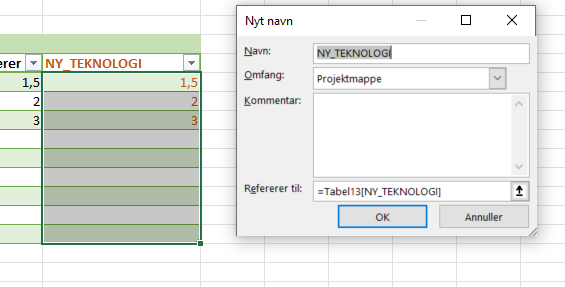 erer NY_TEKNOLOGI
1,5 1,5
2 2
3 3
Nyt navn
Navn: NY_TEKNOLOGI
Omfang: Projektmappe
Kommentar:
Refererer til: =Tabel13[NY_TEKNOLOGI]
OK Annuller